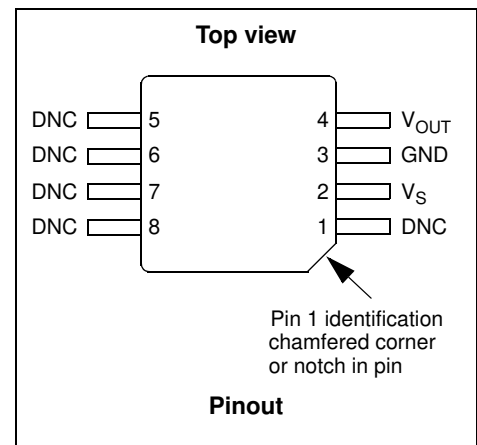 Top view
DNC 5 4 VOUT
DNC 6 3 GND
DNC 7 2 VS
DNC 8 1 DNC
Pin 1 identification
chamfered corner
or notch in pin
Pinout